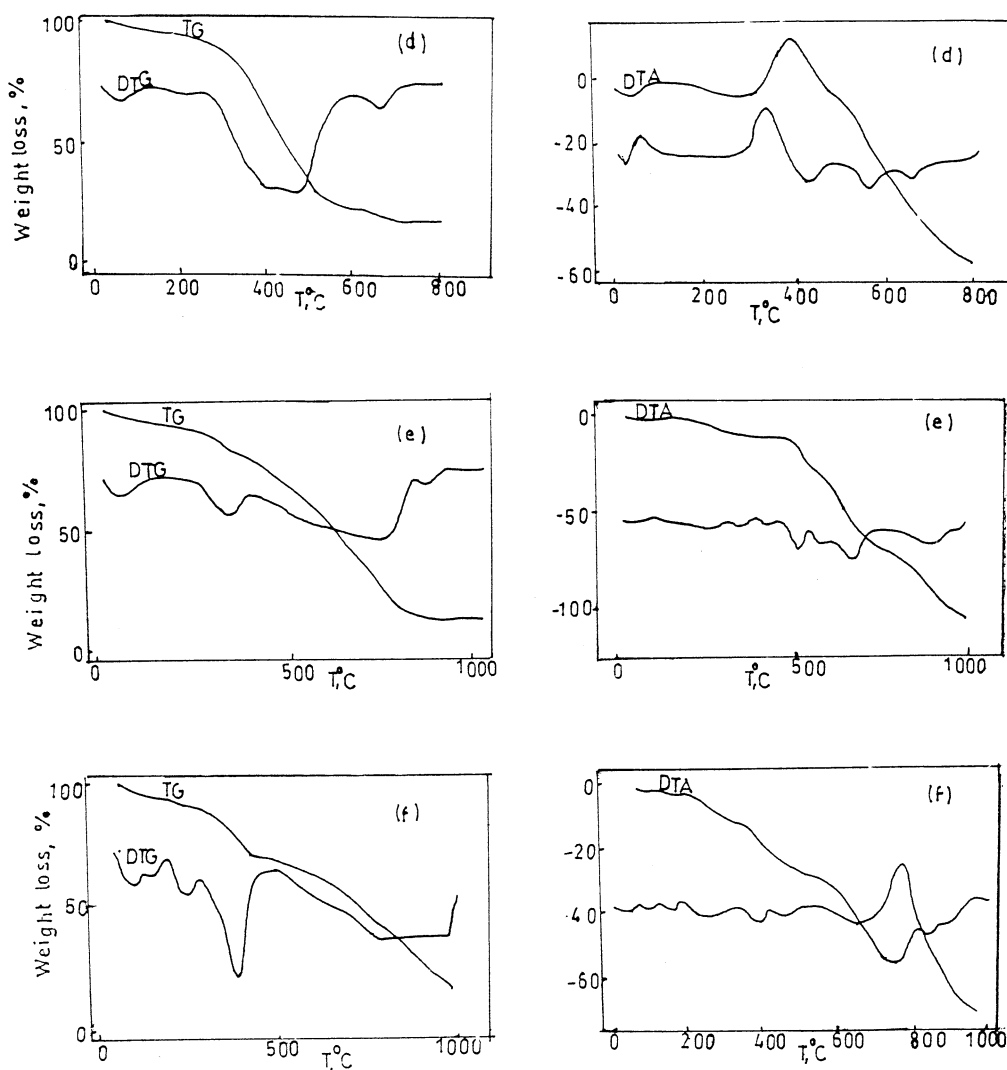 100
TG
(d)
DTG
50
0
Weight loss, %
0 200 400 600 800
T,°C
0
DTA
(d)
-20
-40
-60
0 200 400 600 800
T,°C
100
TG
(e)
DTG
50
0
Weight loss, %
0 500 1000
T,°C
0
DTA
(e)
-50
-100
0 500 1000
T,°C
100
TG
(f)
DTG
50
0
Weight loss, %
0 500 1000
T,°C
0
DTA
(f)
-20
-40
-60
0 200 400 600 800 1000
T,°C